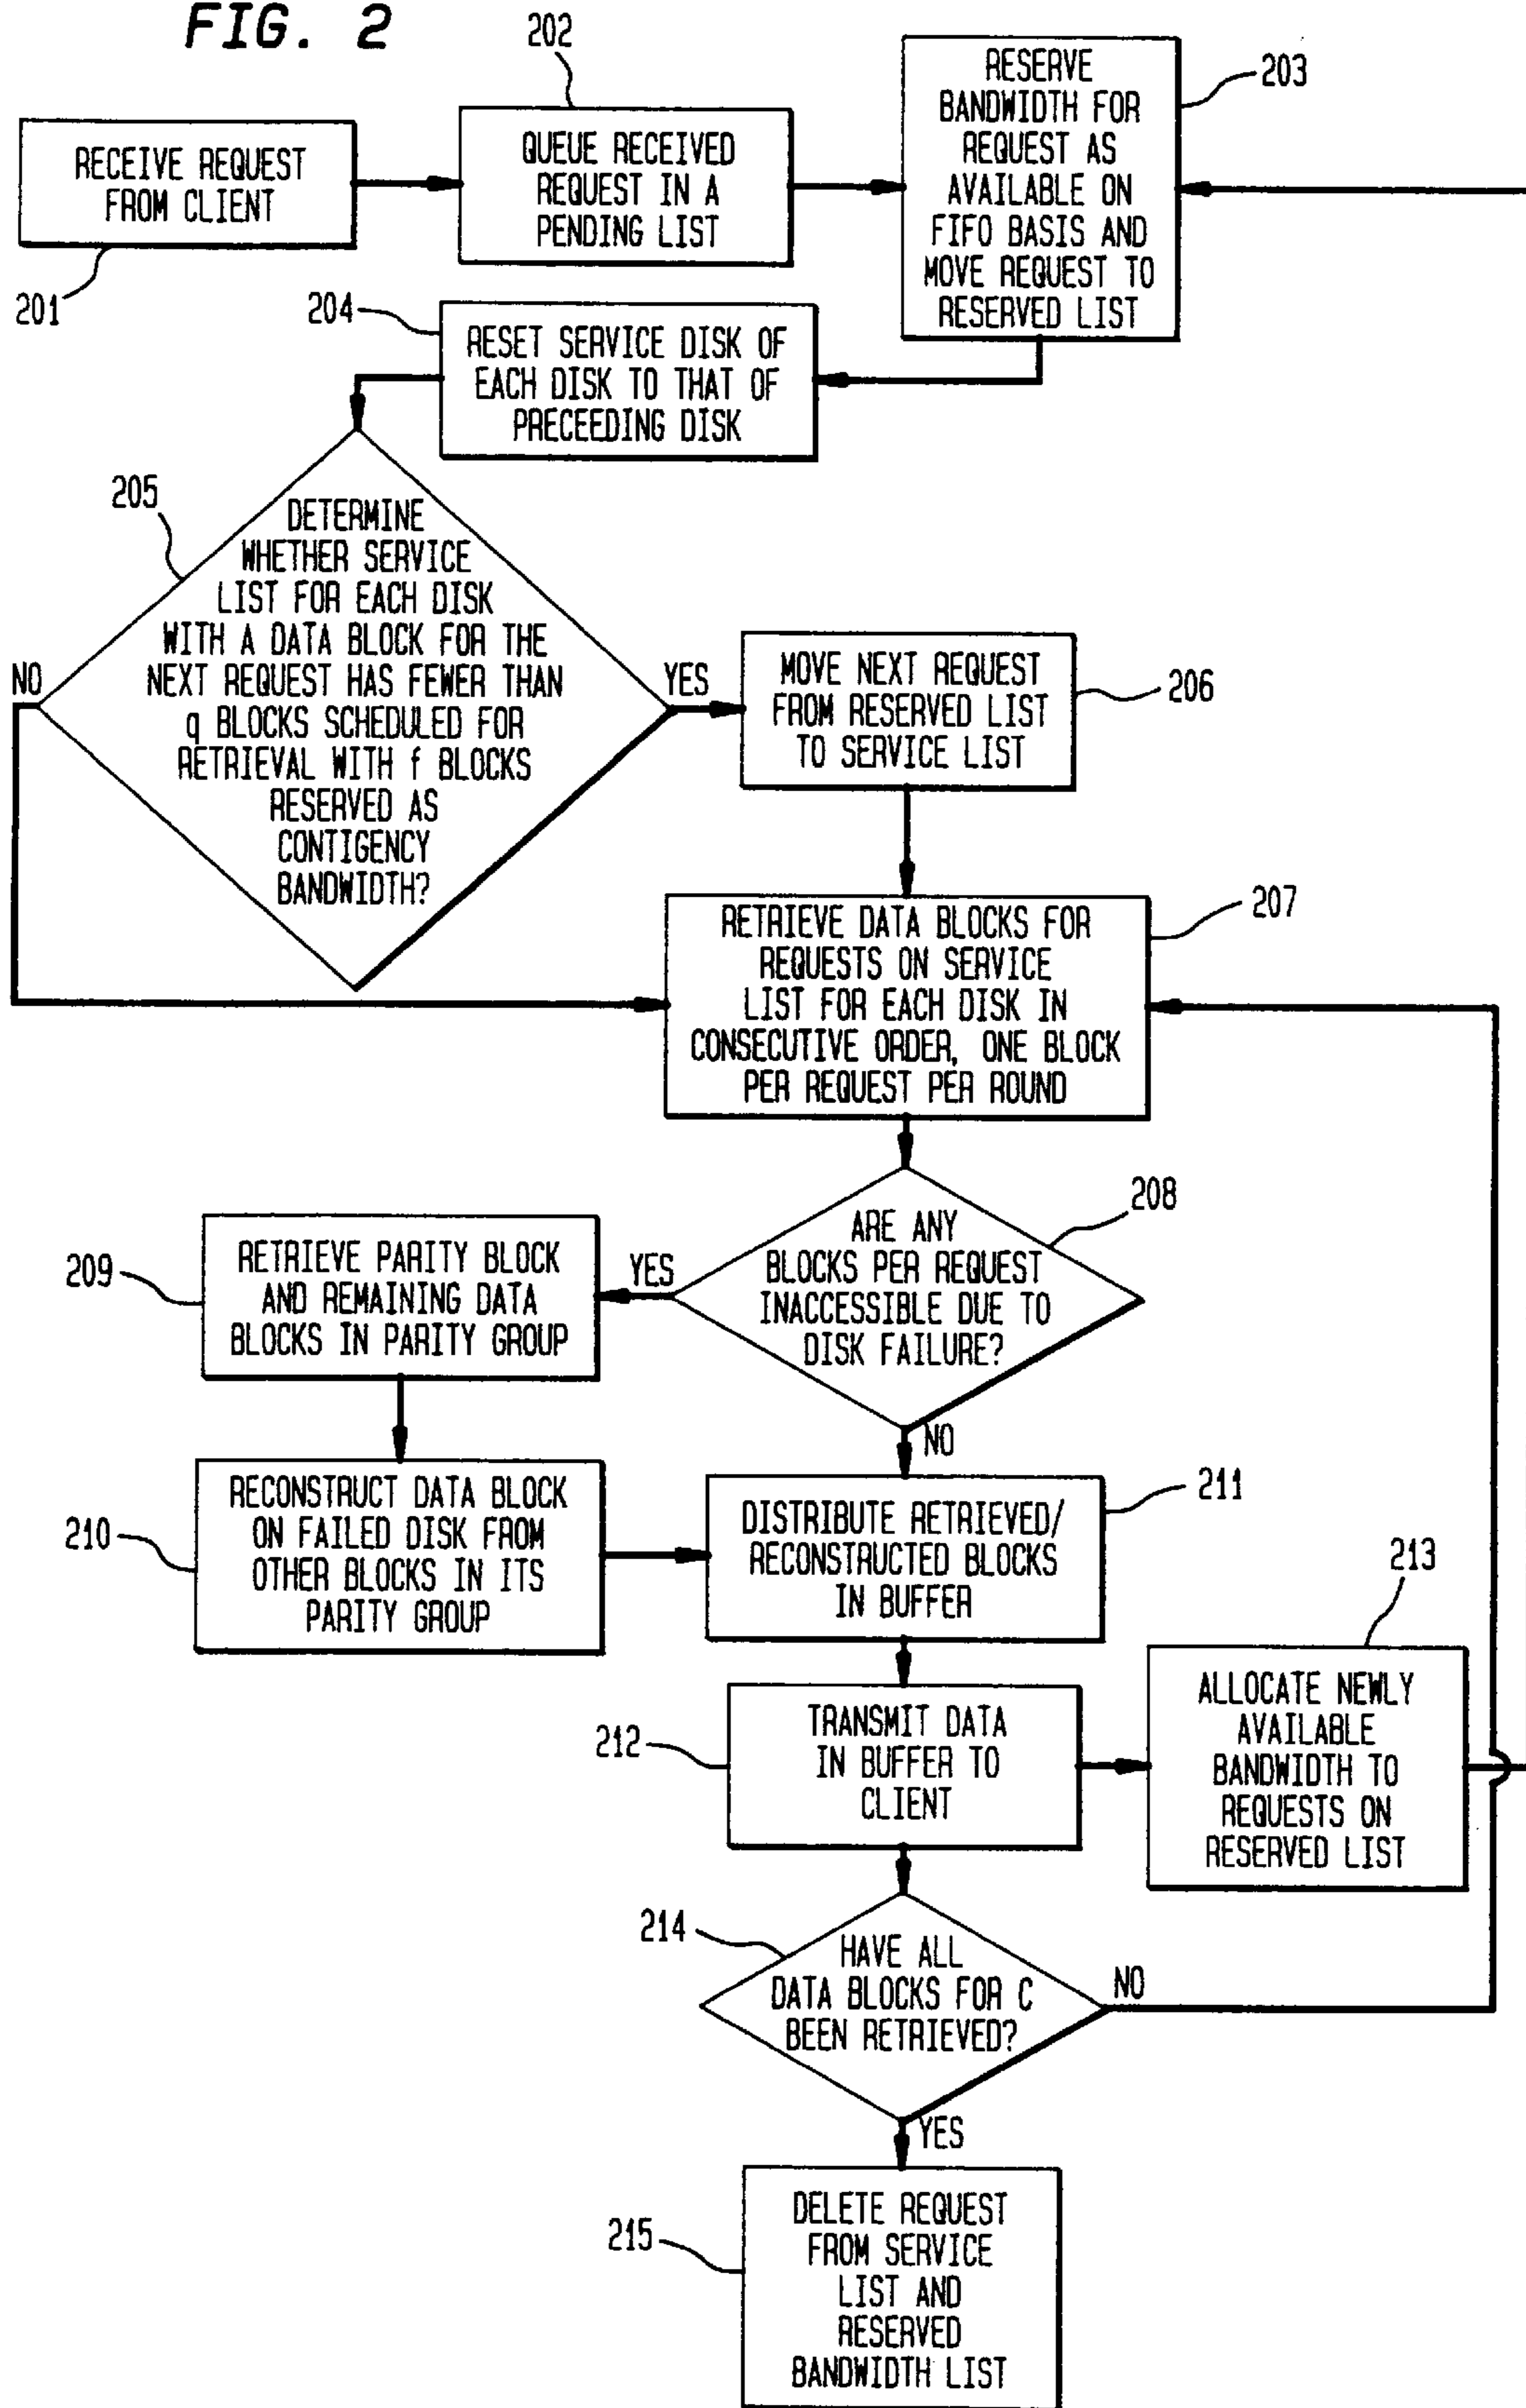 FIG. 2
202
203
RECEIVE REQUEST
FROM CLIENT
201
QUEUE RECEIVED
REQUEST IN A
PENDING LIST
RESERVE
BANDWIDTH FOR
REQUEST AS
AVAILABLE ON
FIFO BASIS AND
MOVE REQUEST TO
RESERVED LIST
204
RESET SERVICE DISK OF
EACH DISK TO THAT OF
PRECEEDING DISK
205
DETERMINE
WHETHER SERVICE
LIST FOR EACH DISK
WITH A DATA BLOCK FOR THE
NEXT REQUEST HAS FEWER THAN
q BLOCKS SCHEDULED FOR
RETRIEVAL WITH f BLOCKS
RESERVED AS
CONTIGENCY
BANDWIDTH?
NO
YES
MOVE NEXT REQUEST
FROM RESERVED LIST
TO SERVICE LIST
206
RETRIEVE DATA BLOCKS FOR
REQUESTS ON SERVICE
LIST FOR EACH DISK IN
CONSECUTIVE ORDER, ONE BLOCK
PER REQUEST PER ROUND
207
208
ARE ANY
BLOCKS PER REQUEST
INACCESSIBLE DUE TO
DISK FAILURE?
YES
NO
209
RETRIEVE PARITY BLOCK
AND REMAINING DATA
BLOCKS IN PARITY GROUP
210
RECONSTRUCT DATA BLOCK
ON FAILED DISK FROM
OTHER BLOCKS IN ITS
PARITY GROUP
211
DISTRIBUTE RETRIEVED/
RECONSTRUCTED BLOCKS
IN BUFFER
212
TRANSMIT DATA
IN BUFFER TO
CLIENT
213
ALLOCATE NEWLY
AVAILABLE
BANDWIDTH TO
REQUESTS ON
RESERVED LIST
214
HAVE ALL
DATA BLOCKS FOR C
BEEN RETRIEVED?
NO
YES
215
DELETE REQUEST
FROM SERVICE
LIST AND
RESERVED
BANDWIDTH LIST